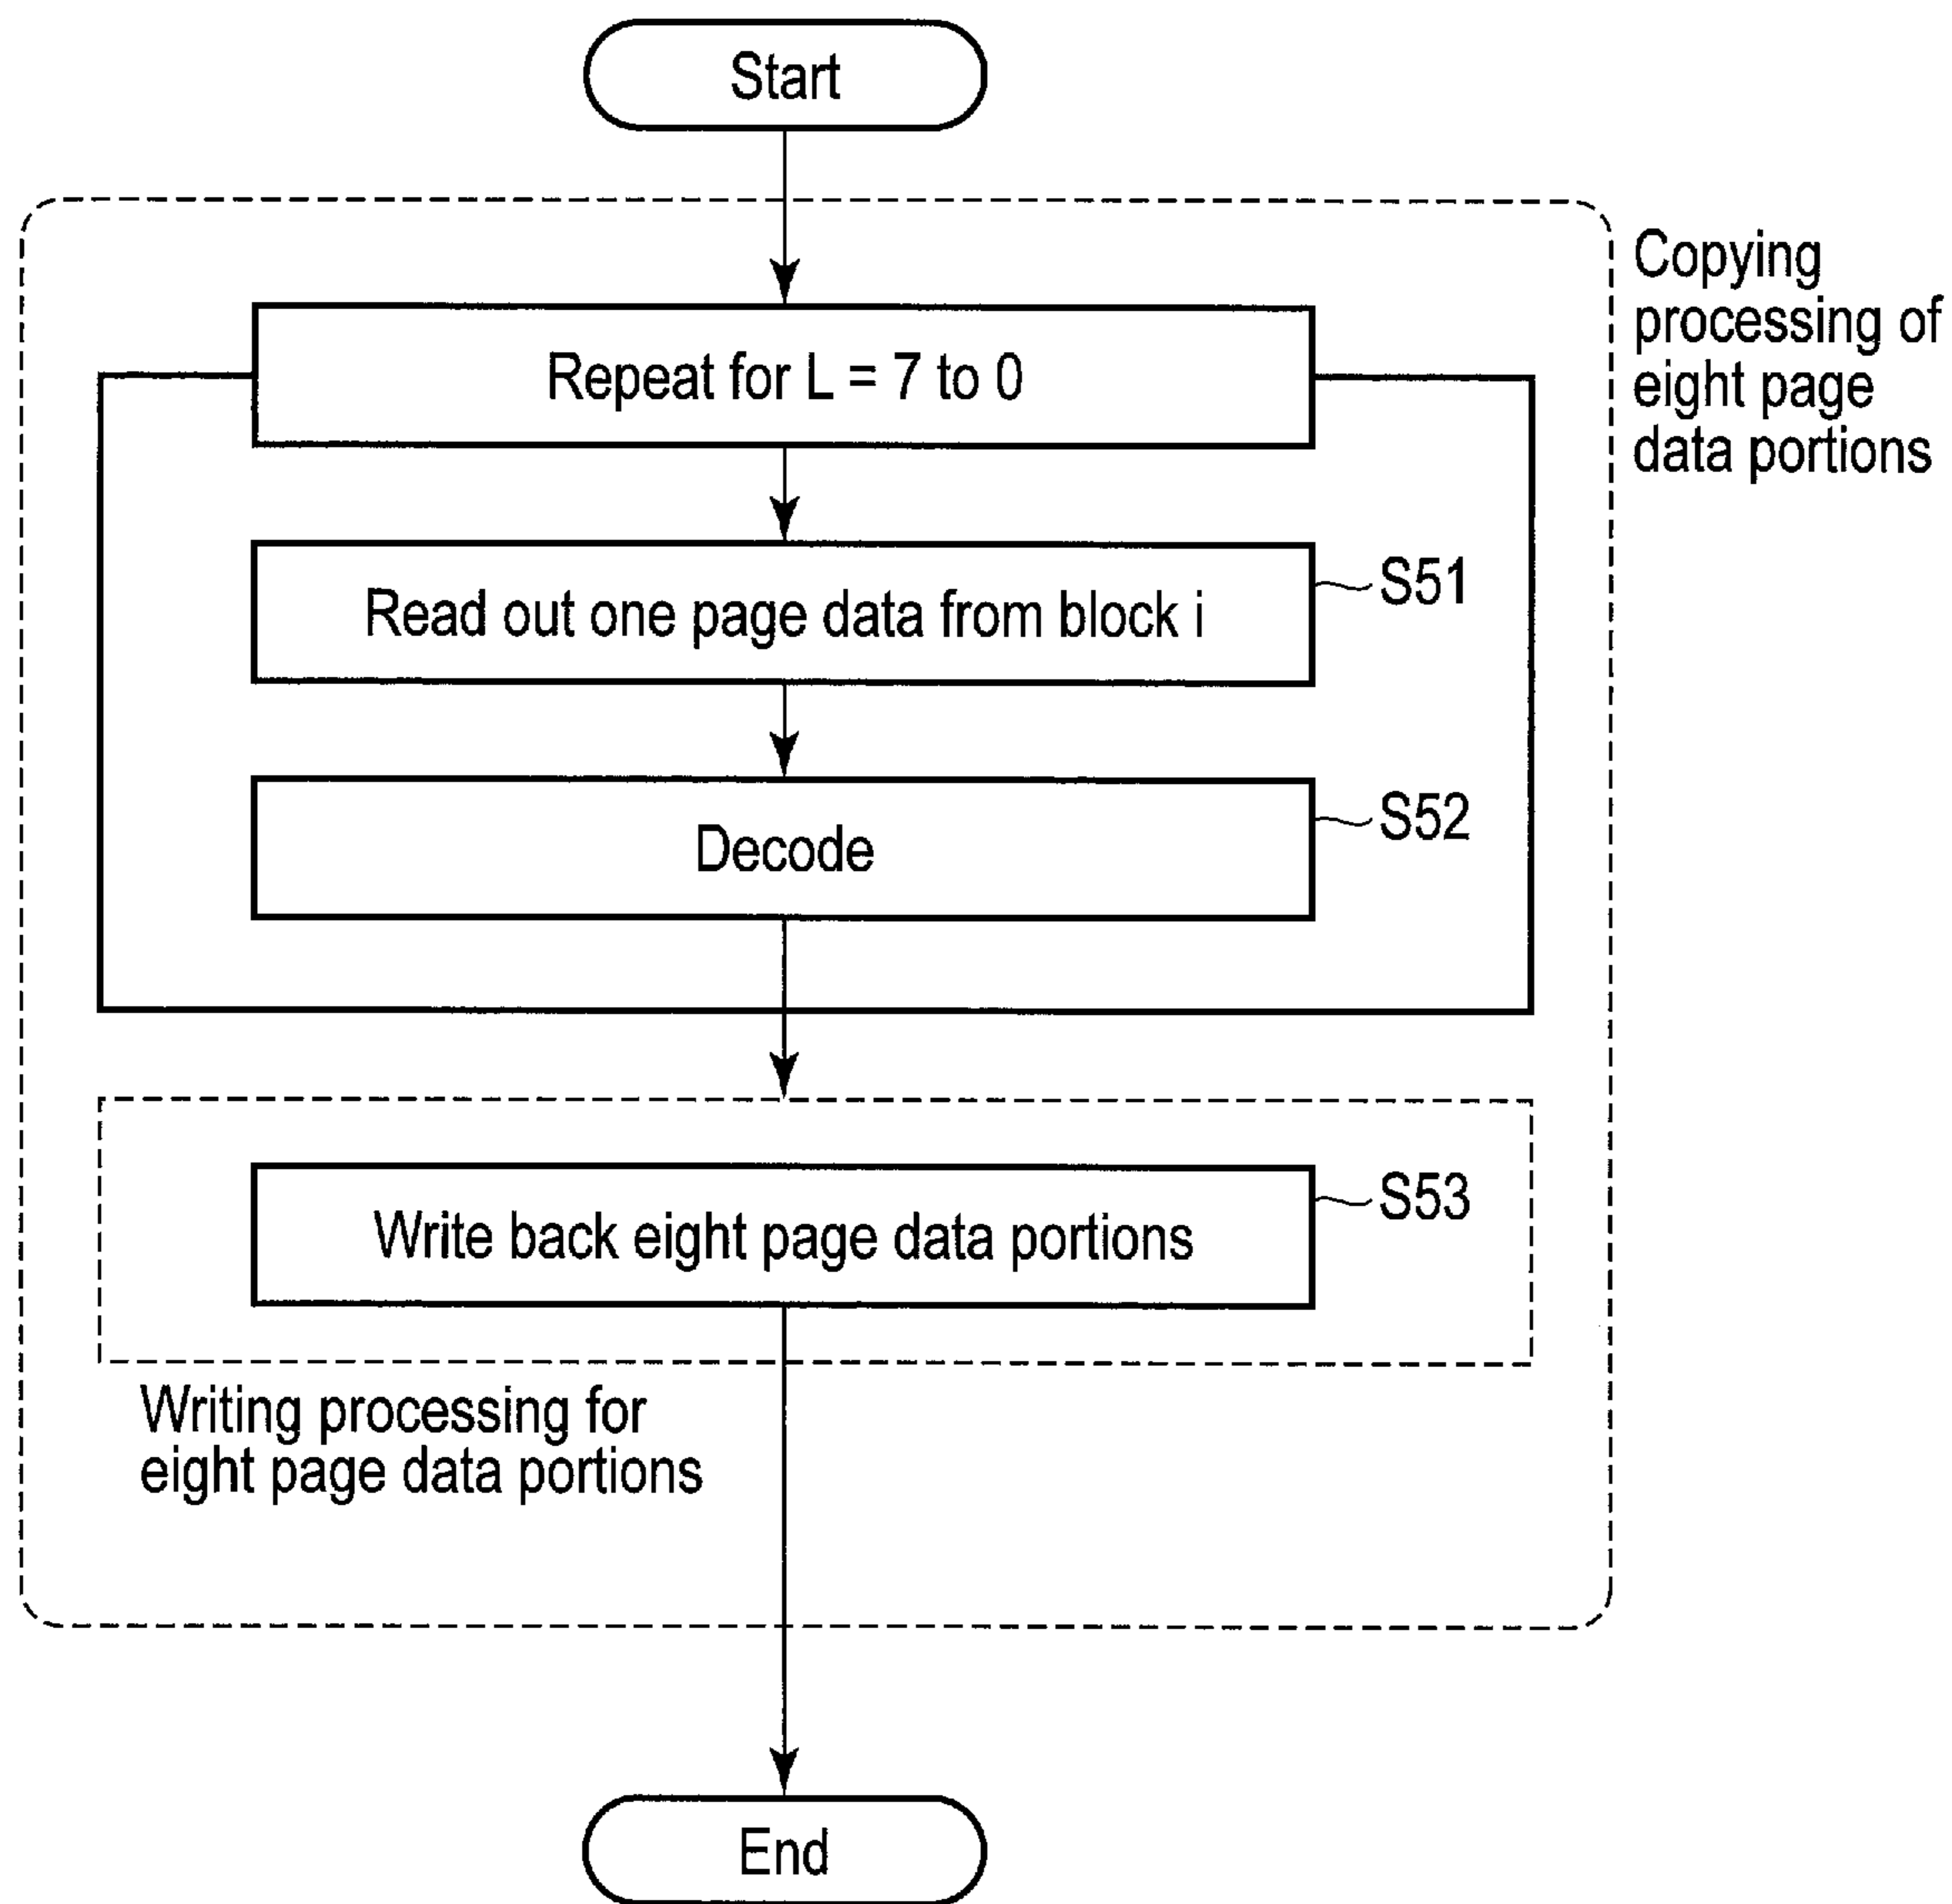 Start
Copying
processing of
eight page
data portions
Repeat for L = 7 to 0
Read out one page data from block i
S51
Decode
S52
Write back eight page data portions
S53
Writing processing for
eight page data portions
End